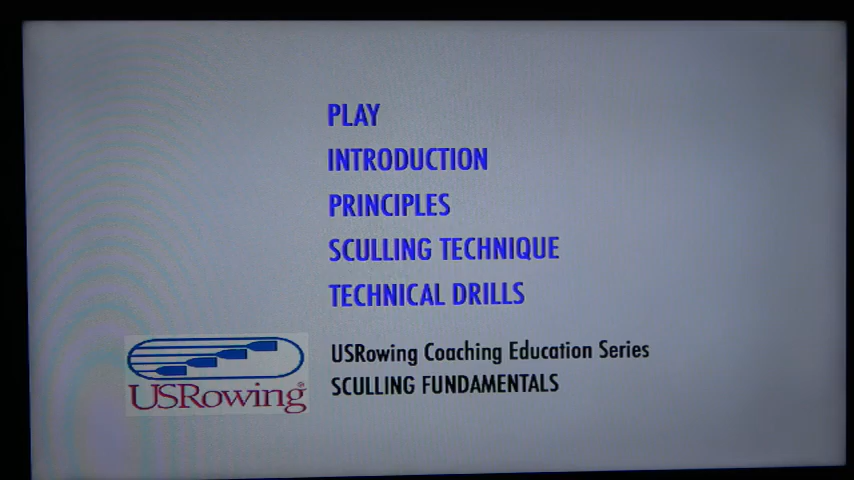 PLAY
INTRODUCTION
PRINCIPLES
SCULLING TECHNIQUE
TECHNICAL DRILLS
USRowing Coaching Education Series
SCULLING FUNDAMENTALS
USRowing®